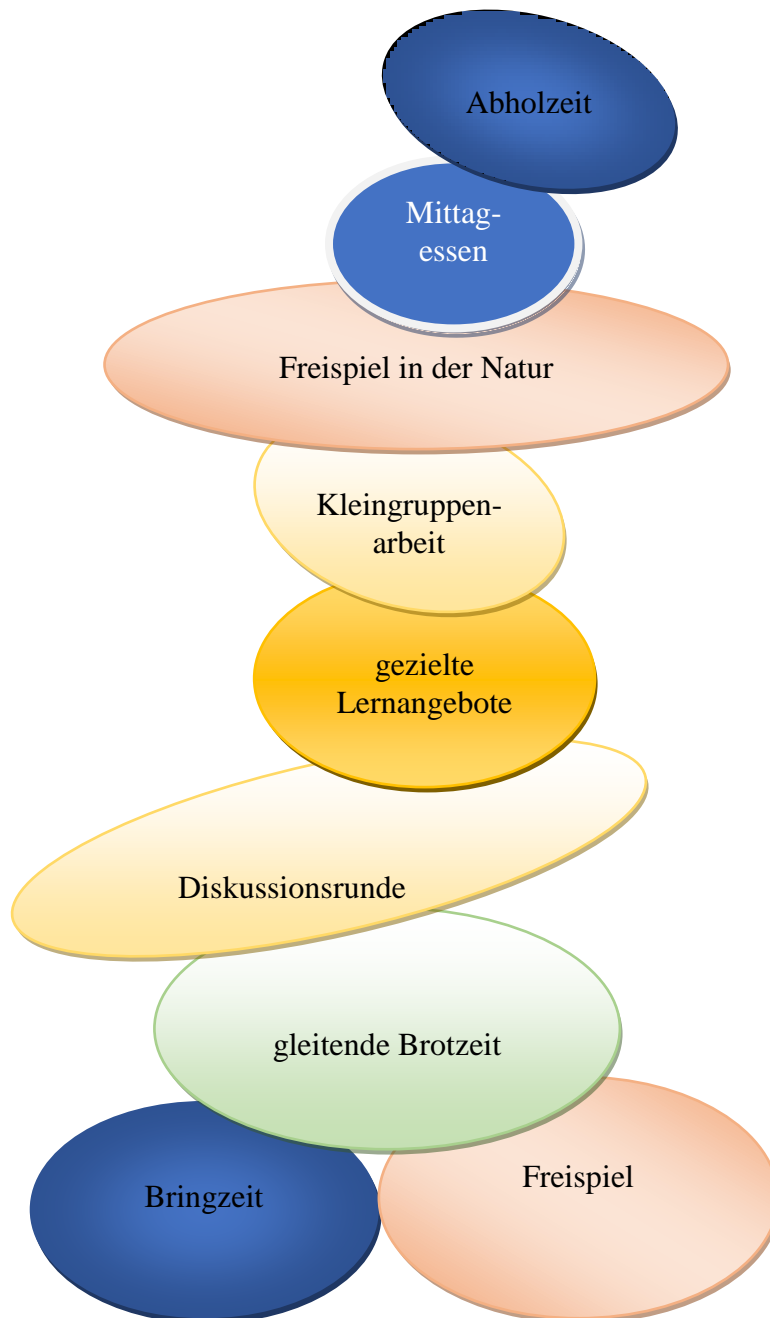 Abholzeit
Mittag-
essen
Freispiel in der Natur
Kleingruppen-
arbeit
gezielte
Lernangebote
Diskussionsrunde
gleitende Brotzeit
Freispiel
Bringzeit